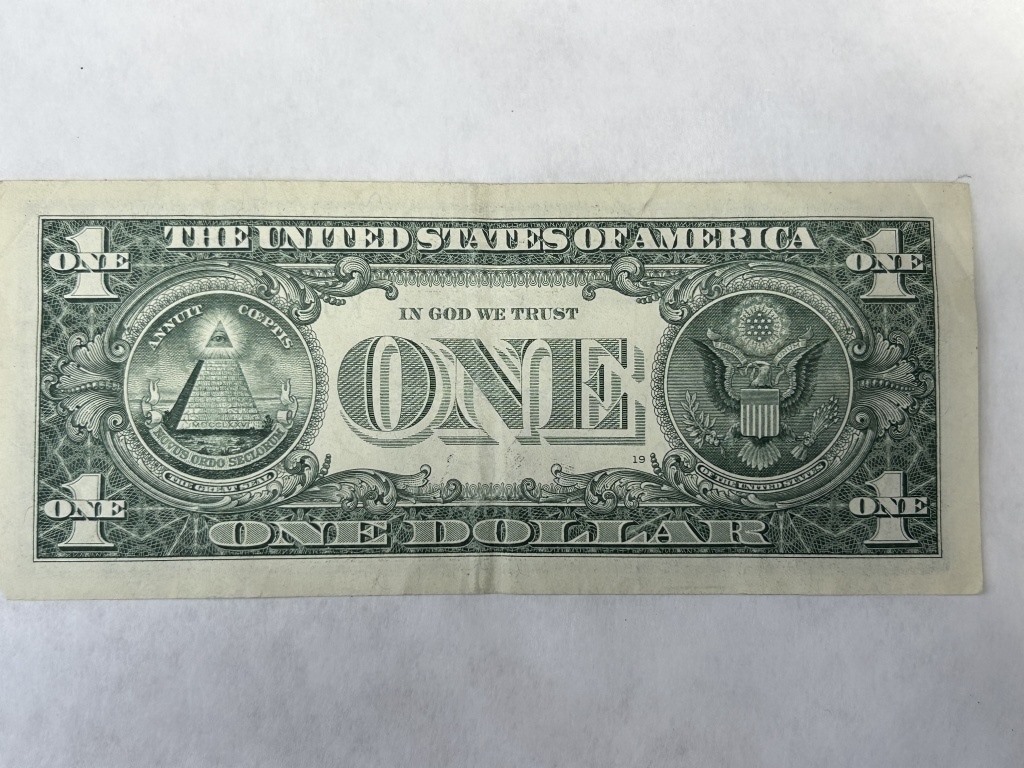 THE UNITED STATES OF AMERICA
1
ONE
1
ONE
ANNUIT CŒPTIS
MDCCLXXVI
NOVUS ORDO SECLORUM
THE GREAT SEAL
IN GOD WE TRUST
ONE
19
OF THE UNITED STATES
1
ONE
1
ONE
ONE DOLLAR